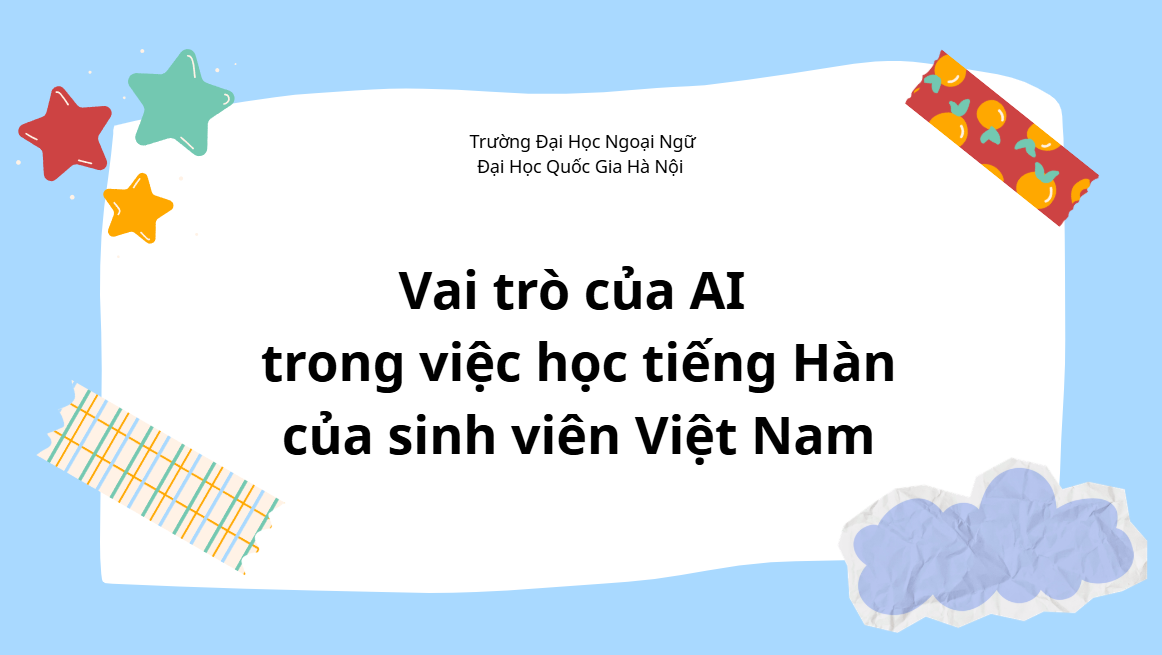 Trường Đại Học Ngoại Ngữ
Đại Học Quốc Gia Hà Nội
Vai trò của AI
trong việc học tiếng Hàn
của sinh viên Việt Nam